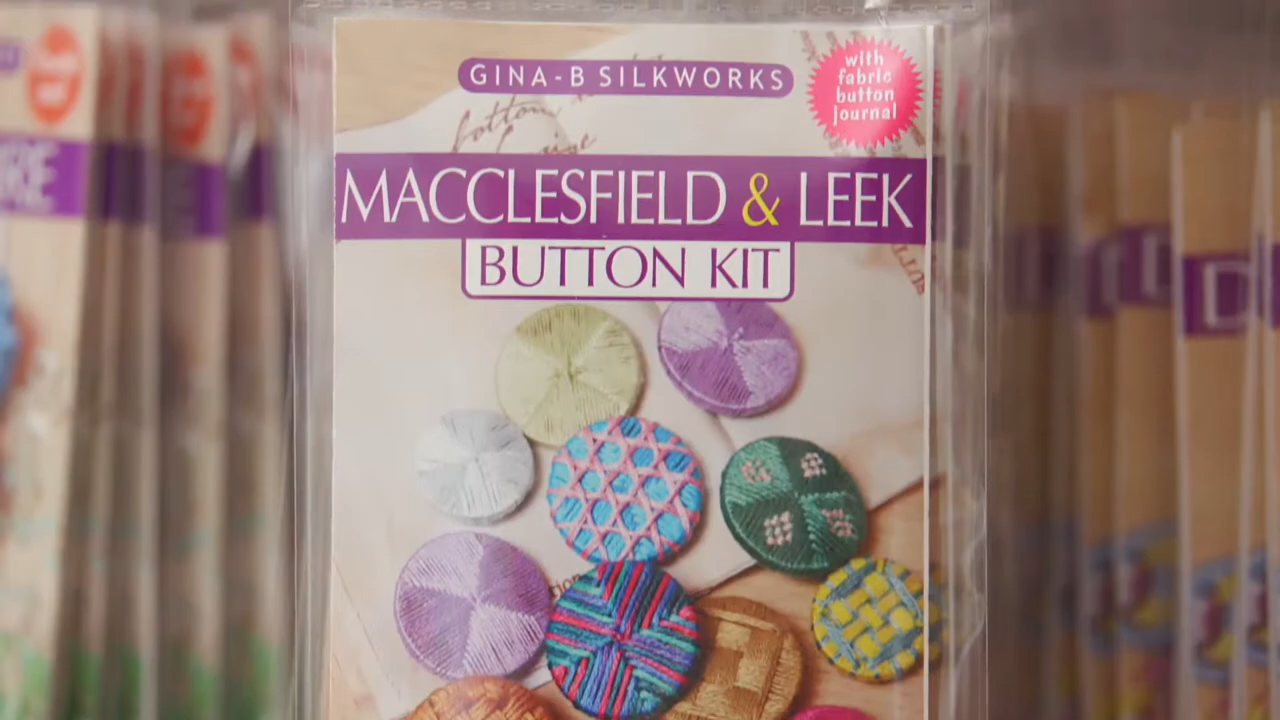 GINA-B SILKWORKS
with
fabric
button
journal
MACCLESFIELD & LEEK
BUTTON KIT